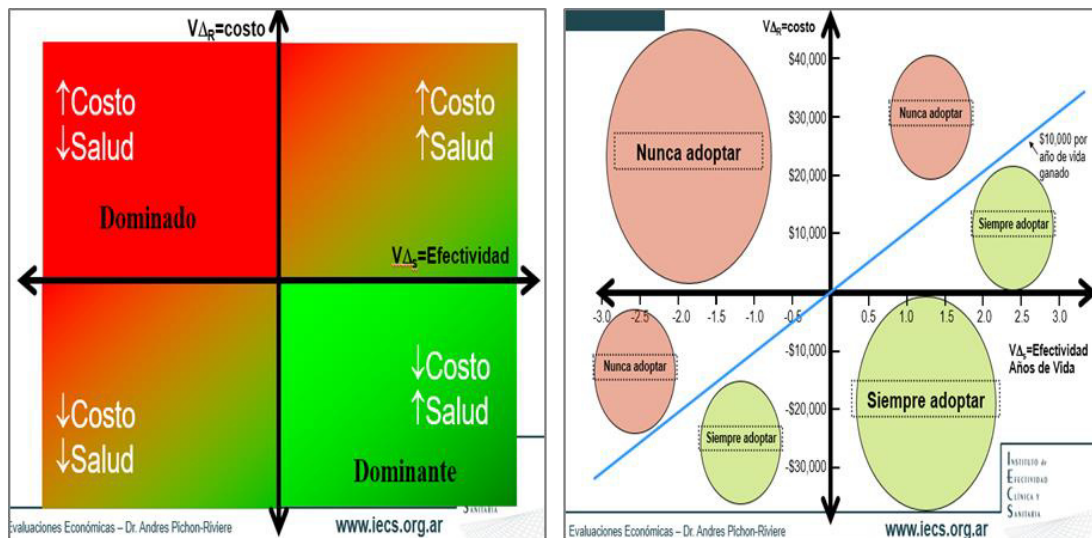 VΔR=costo
↑Costo
↓Salud
Dominado
↑Costo
↑Salud
VΔs=Efectividad
↓Costo
↓Salud
↓Costo
↑Salud
Dominante
SANITARIA
Evaluaciones Económicas – Dr. Andres Pichon-Riviere
www.iecs.org.ar
VΔR=costo
$40,000
$30,000
$20,000
$10,000
Nunca adoptar
Nunca adoptar
$10,000 por
año de vida
ganado
Siempre adoptar
-3.0 -2.5 -2.0 -1.5 -1.0 -0.5 0.5 1.0 1.5 2.0 2.5 3.0
-$10,000
-$20,000
-$30,000
VΔs=Efectividad
Años de Vida
Nunca adoptar
Siempre adoptar
Siempre adoptar
I E C S
INSTITUTO de
EFECTIVIDAD
CLÍNICA Y
SANITARIA
Evaluaciones Económicas – Dr. Andres Pichon-Riviere
www.iecs.org.ar